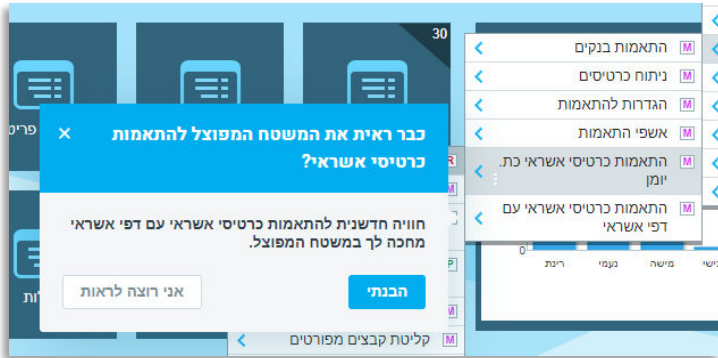 30
התאמות בנקים
M
ניתוח כרטיסים
M
הגדרות להתאמות
M
אשפי התאמות
M
התאמות כרטיסי אשראי כת.
יומן
M
התאמות כרטיסי אשראי עם
דפי אשראי
M
כבר ראית את המשטח המפוצל להתאמות
כרטיסי אשראי?
חוויה חדשנית להתאמות כרטיסי אשראי עם דפי אשראי
מחכה לך במשטח המפוצל.
הבנתי
אני רוצה לראות
R
M
P
M
קליטת קבצים מפורטים
M
0
מישה
נעמי
רינת